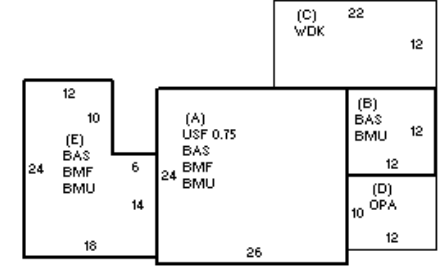 (C) 22
WDK
12
12
10
(E)
BAS
BMF
BMU
24
6
14
18
(A)
USF 0.75
BAS
BMF
BMU
24
26
(B)
BAS
BMU
12
12
(D)
OPA
10
12